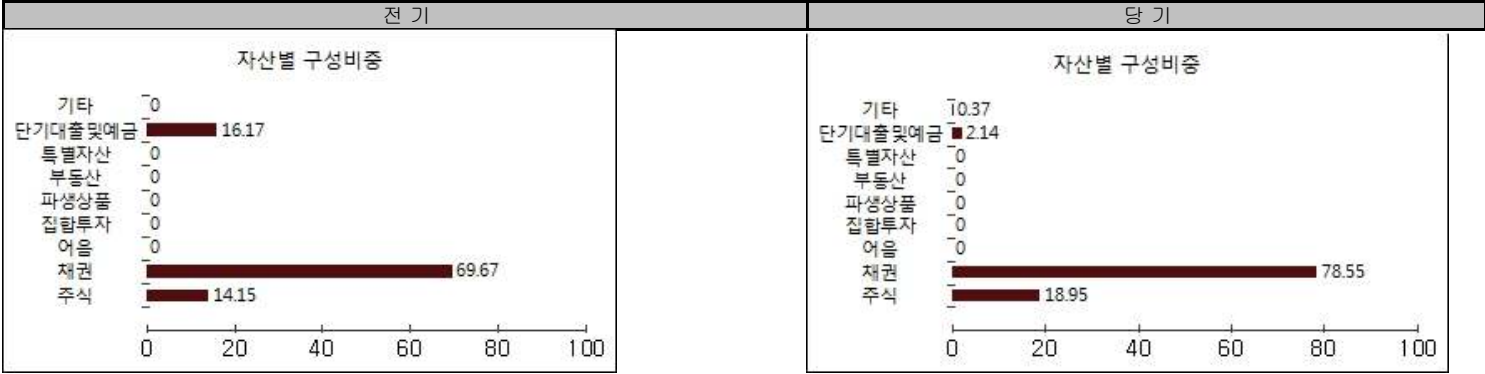 전 기
당 기
자산별 구성비중
기타 0
단기대출및예금 16.17
특별자산 0
부동산 0
파생상품 0
집합투자 0
어음 0
채권 69.67
주식 14.15
0 20 40 60 80 100
자산별 구성비중
기타 0.37
단기대출및예금 2.14
특별자산 0
부동산 0
파생상품 0
집합투자 0
어음 0
채권 78.55
주식 18.95
0 20 40 60 80 100